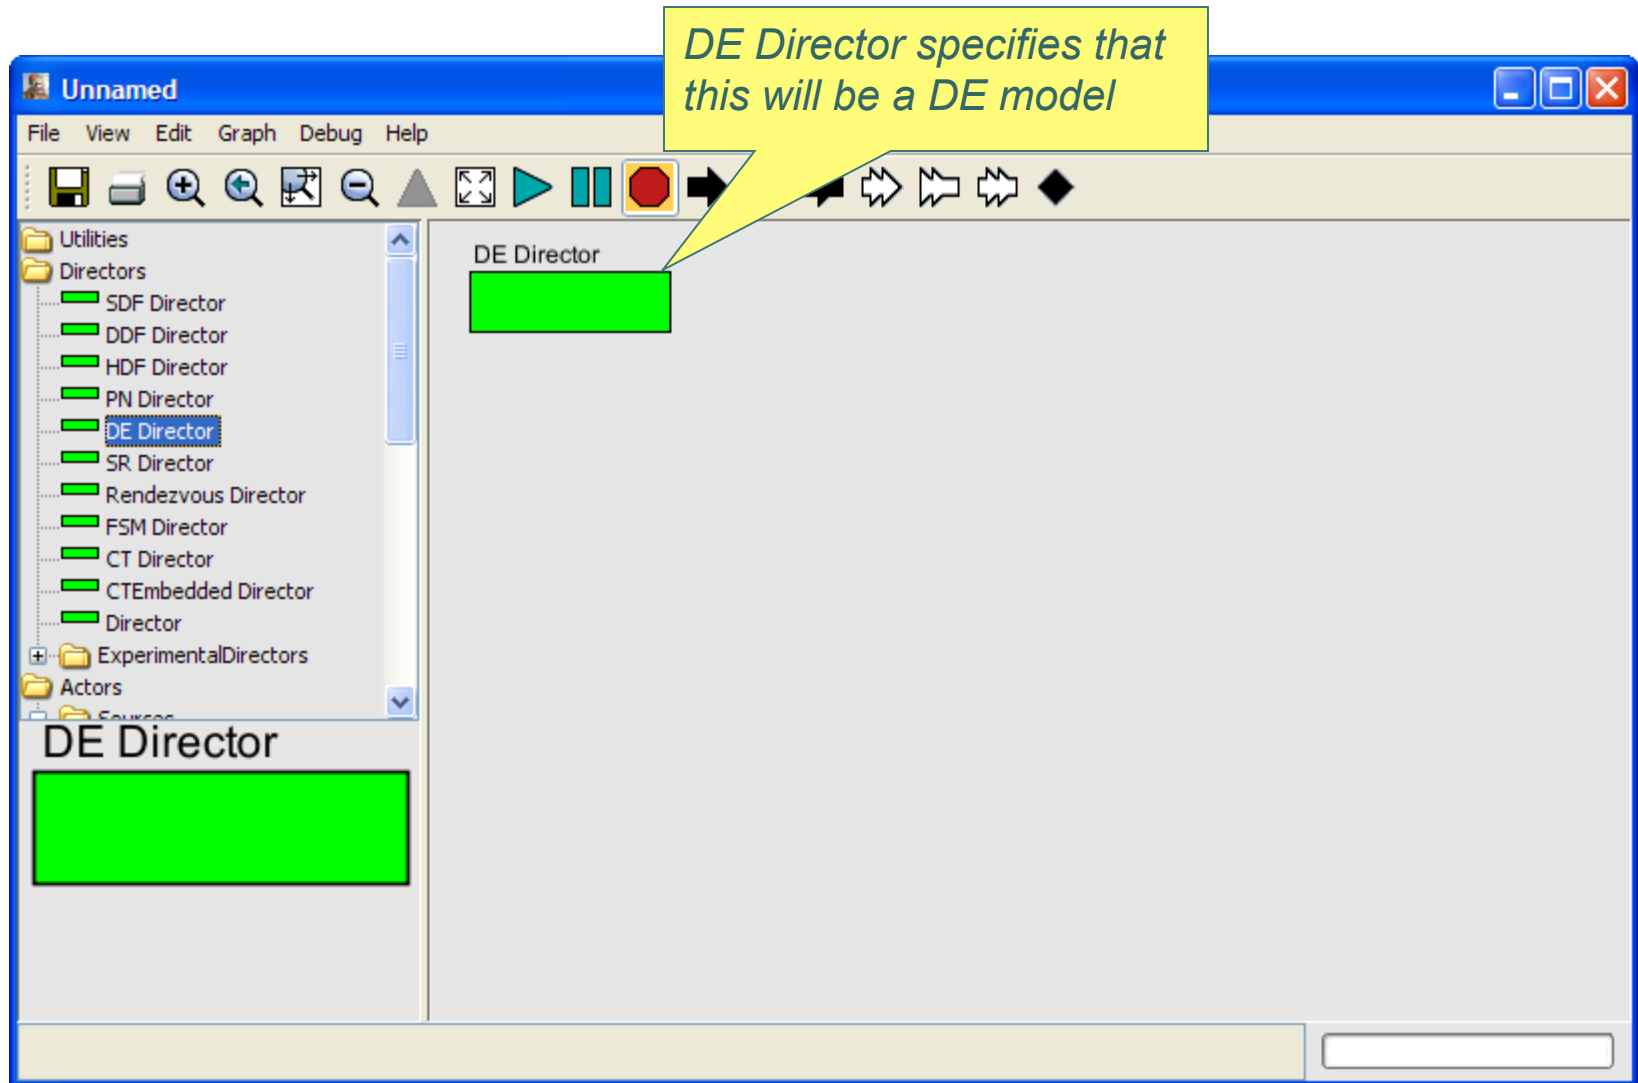 DE Director specifies that
this will be a DE model
Unnamed
File View Edit Graph Debug Help
Utilities
Directors
SDF Director
DDF Director
HDF Director
PN Director
DE Director
SR Director
Rendezvous Director
FSM Director
CT Director
CTEmbedded Director
Director
ExperimentalDirectors
Actors
Sources
DE Director
DE Director